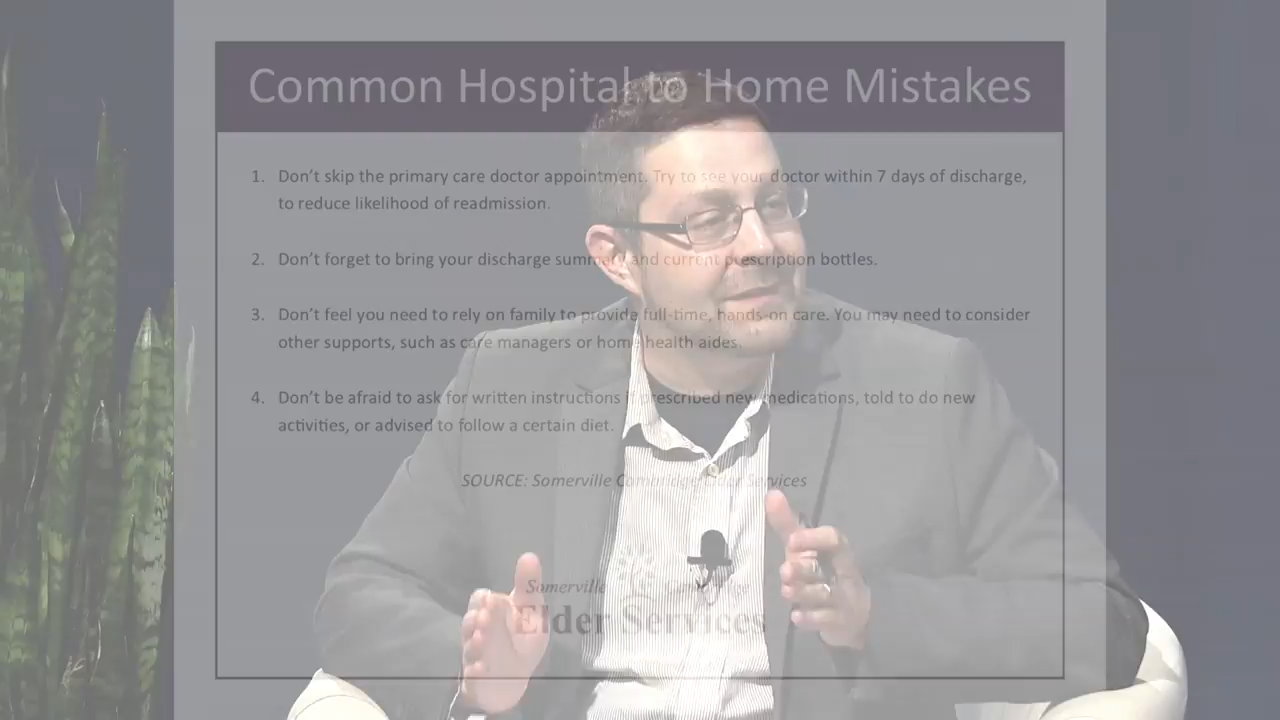 Common Hospital to Home Mistakes
1. Don't skip the primary care doctor appointment. Try to see your doctor within 7 days of discharge,
to reduce likelihood of readmission.
2. Don't forget to bring your discharge summary and current prescription bottles.
3. Don't feel you need to rely on family to provide full-time, hands-on care. You may need to consider
other supports, such as care managers or home health aides.
4. Don't be afraid to ask for written instructions if prescribed new medications, told to do new
activities, or advised to follow a certain diet.
SOURCE: Somerville Cambridge Elder Services
Somerville Cambridge
Elder Services